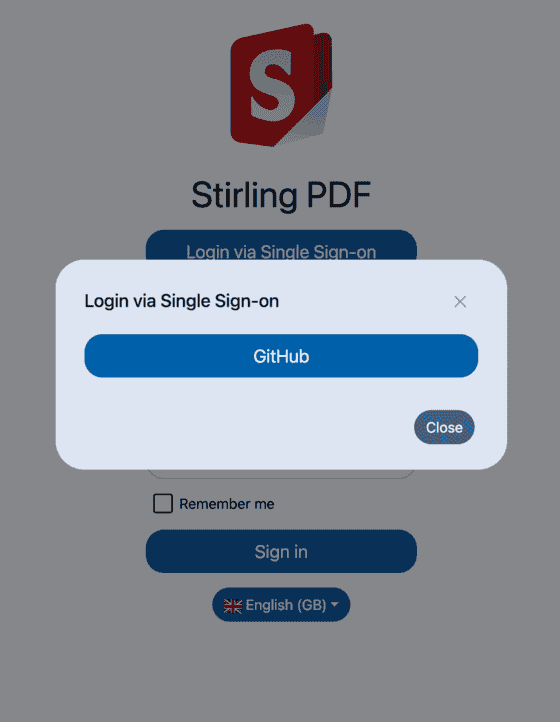 S
Stirling PDF
Login via Single Sign-on
Login via Single Sign-on
GitHub
Close
Remember me
Sign in
English (GB)